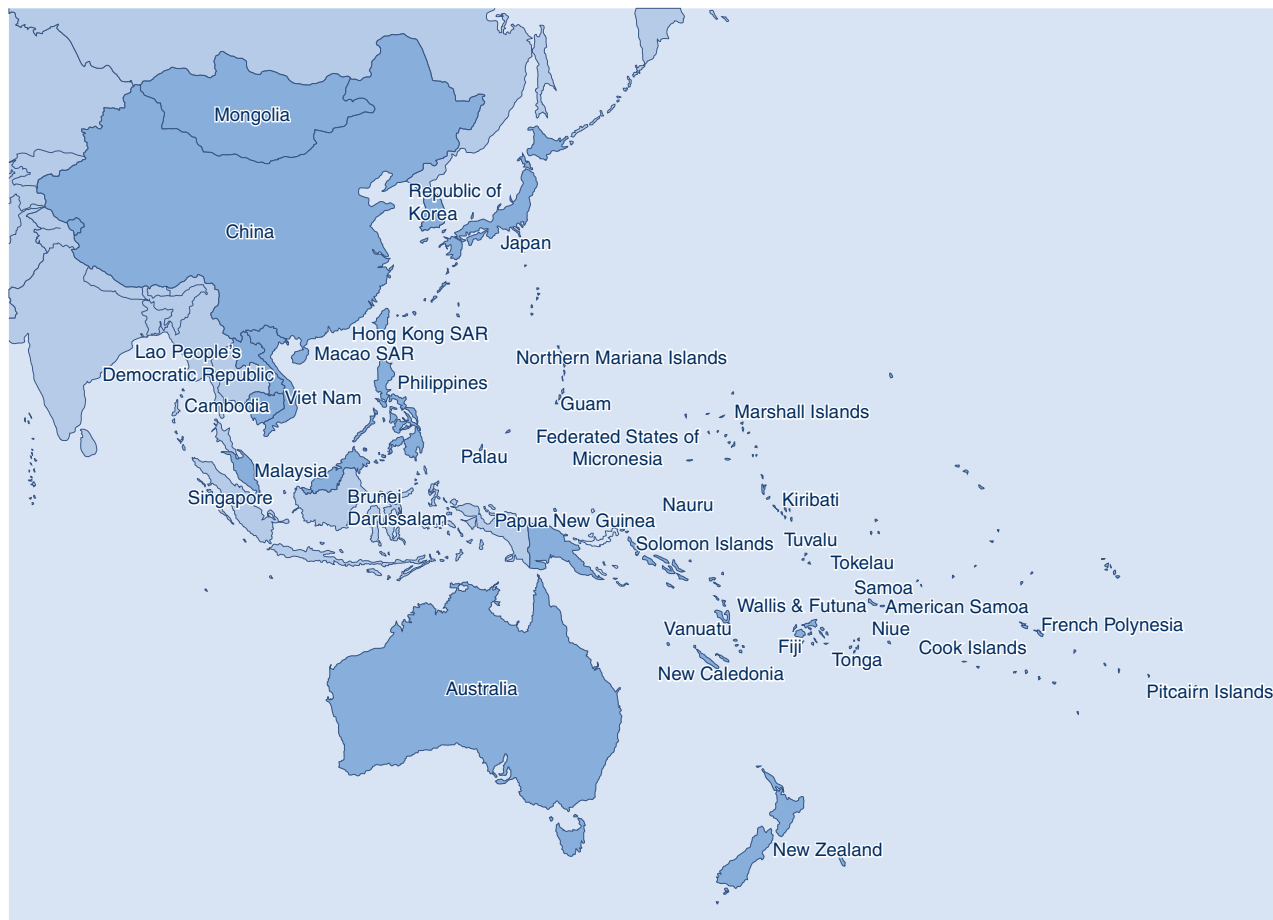 Mongolia
Republic of
Korea
China
Japan
Hong Kong SAR
Lao People's
Macao SAR
Northern Mariana Islands
Democratic Republic
Philippines
Viet Nam
Cambodia
Guam
Marshall Islands
Federated States of
Micronesia
Palau
Malaysia
Singapore
Brunei
Darussalam
Kiribati
Nauru
Papua New Guinea
Solomon Islands
Tuvalu
Tokelau
Samoa
Wallis & Futuna
American Samoa
French Polynesia
Vanuatu
Niue
Fiji
Cook Islands
Tonga
New Caledonia
Australia
Pitcairn Islands
New Zealand